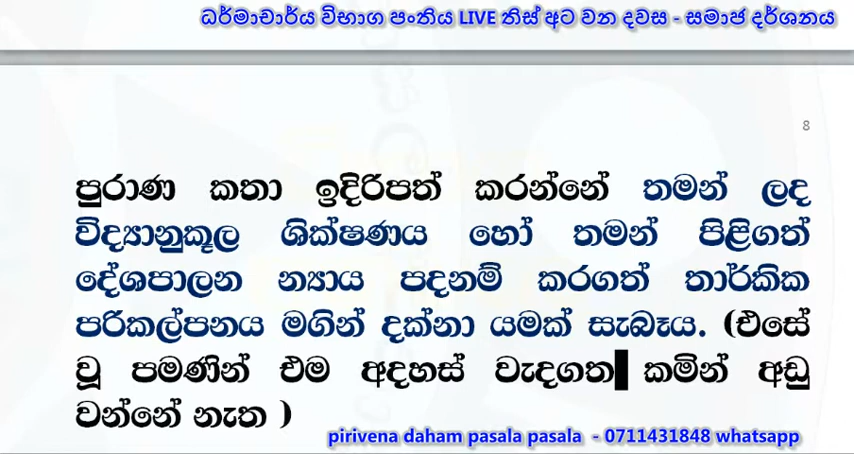 ධර්මාචාර්ය විභාග පංතිය LIVE තිස් අට වන දවස - සමාජ දර්ශනය
8
පුරාණ කතා ඉදිරිපත් කරන්නේ තමන් ලද
විද්‍යානුකූල ශික්ෂණය හෝ තමන් පිළිගත්
දේශපාලන න්‍යාය පදනම් කරගත් තාර්කික
පරිකල්පනය මගින් දක්නා යමක් සැබෑය. (එසේ
වූ පමණින් එම අදහස් වැදගත කමින් අඩු
වන්නේ නැත )
pirivena daham pasala pasala - 0711431848 whatsapp